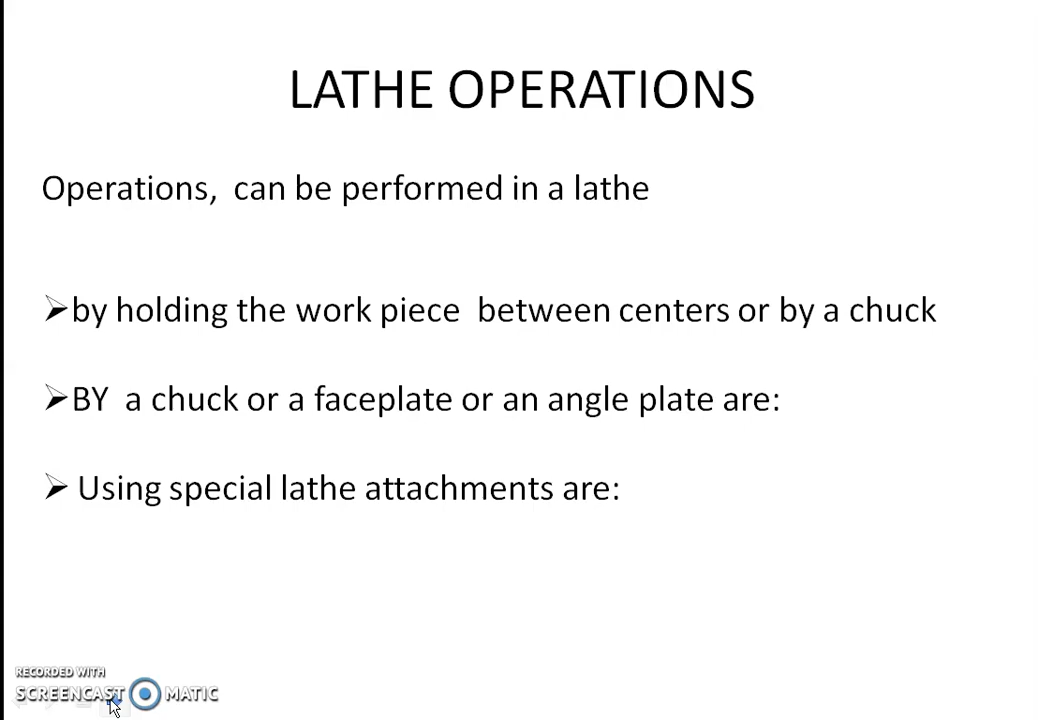 LATHE OPERATIONS
Operations, can be performed in a lathe
➢by holding the work piece between centers or by a chuck
➢BY a chuck or a faceplate or an angle plate are:
➢ Using special lathe attachments are:
RECORDED WITH
SCREENCAST MATIC